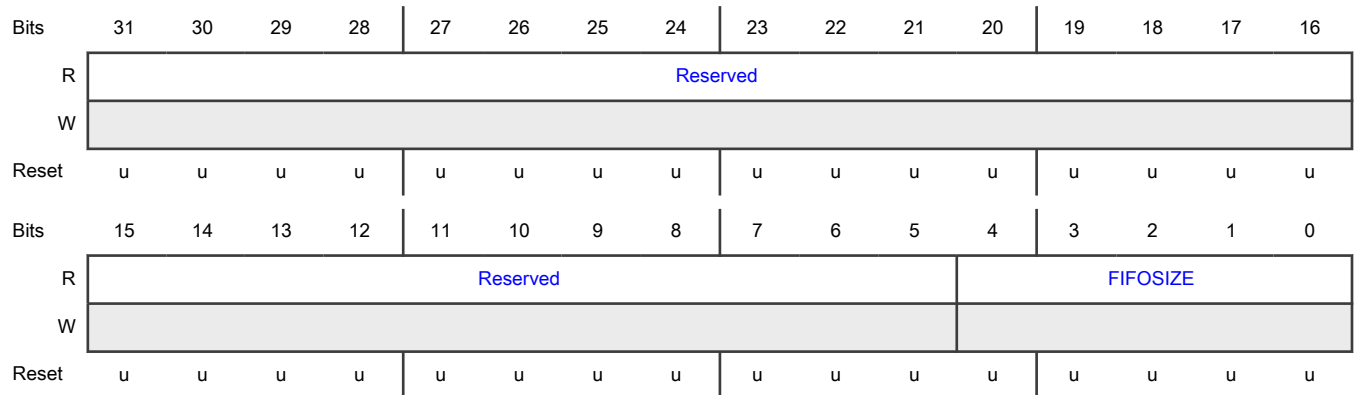 Bits 31 30 29 28 27 26 25 24 23 22 21 20 19 18 17 16
R Reserved
W
Reset u u u u u u u u u u u u u u u u
Bits 15 14 13 12 11 10 9 8 7 6 5 4 3 2 1 0
R Reserved FIFOSIZE
W
Reset u u u u u u u u u u u u u u u u